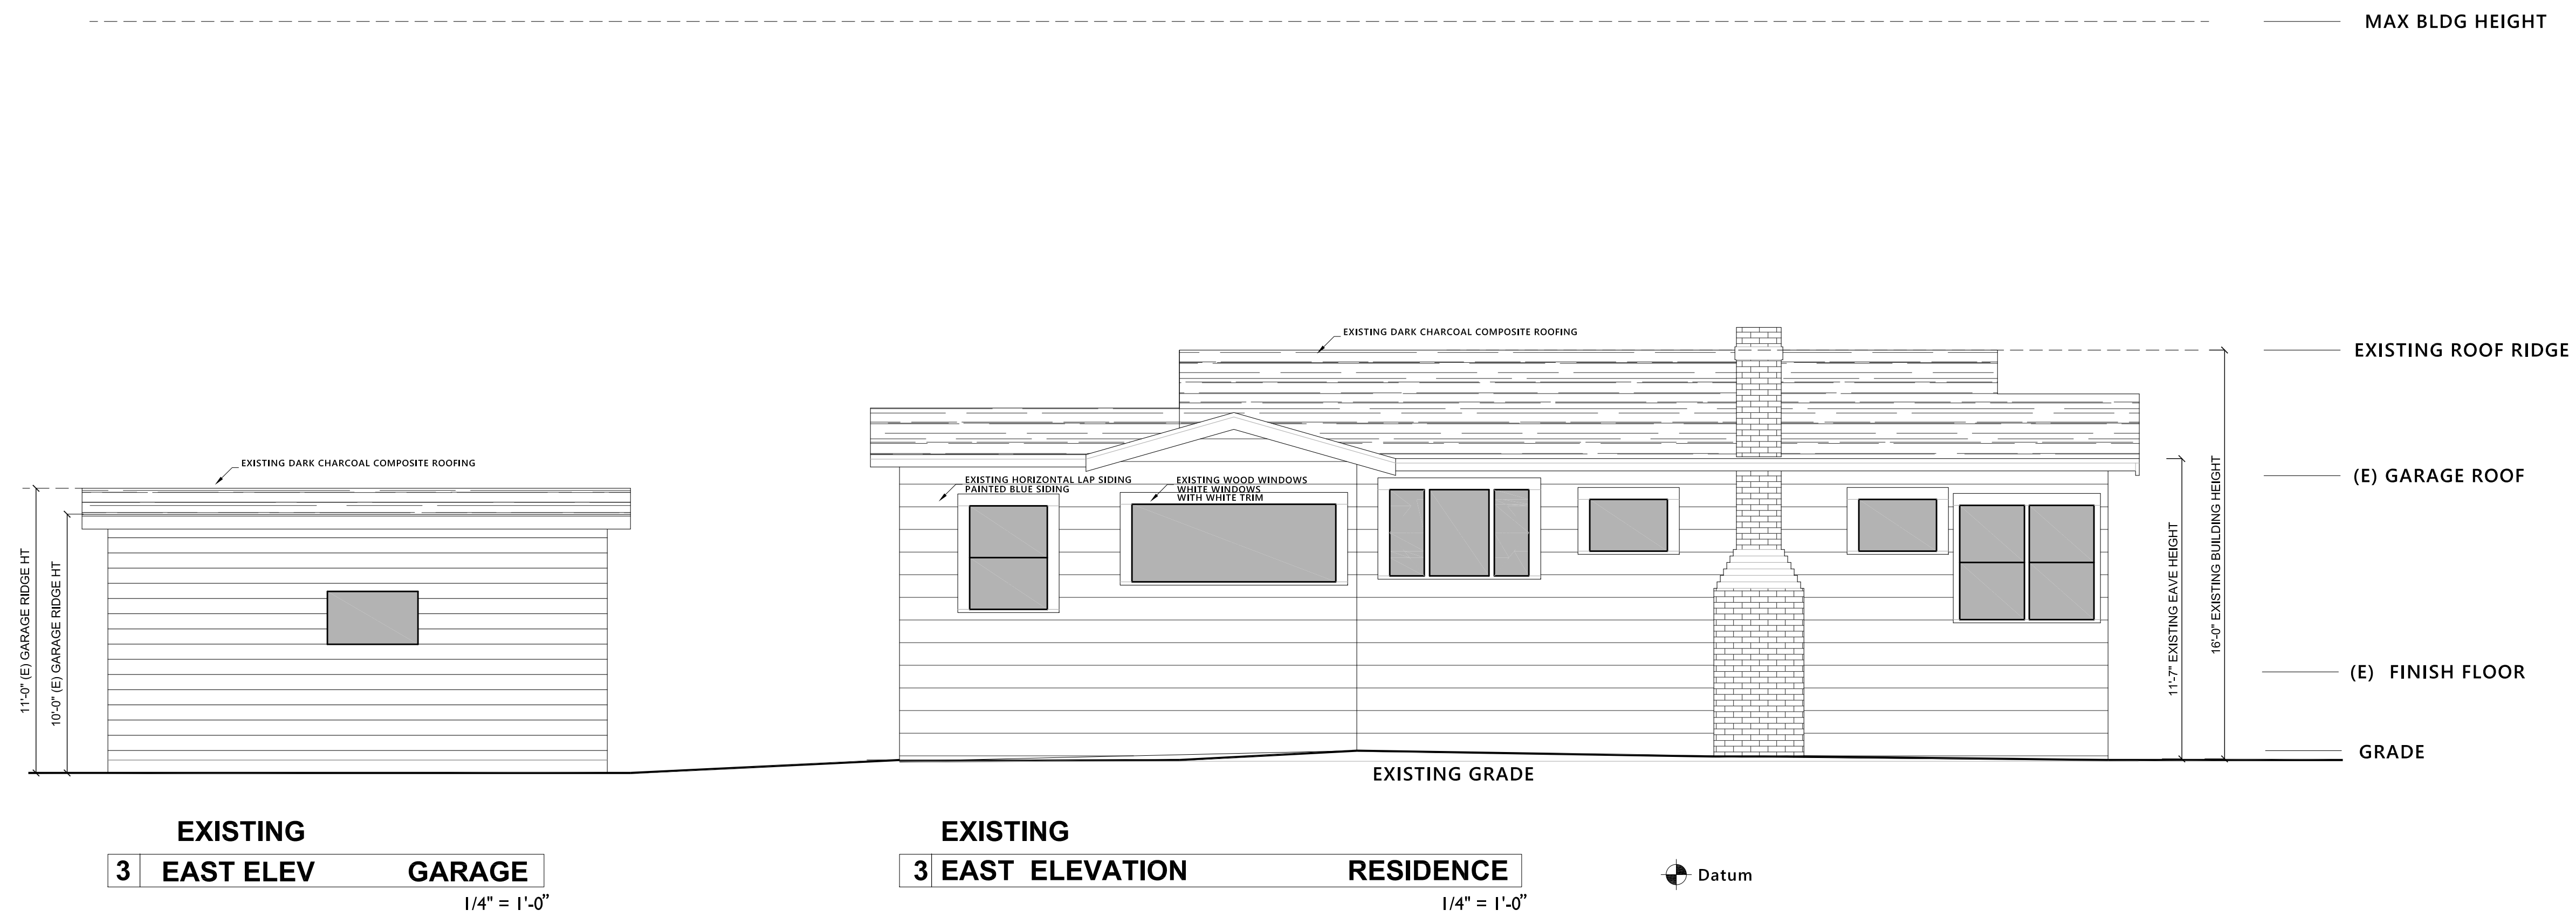 MAX BLDG HEIGHT
EXISTING DARK CHARCOAL COMPOSITE ROOFING
EXISTING ROOF RIDGE
EXISTING DARK CHARCOAL COMPOSITE ROOFING
(E) GARAGE ROOF
EXISTING HORIZONTAL LAP SIDING
PAINTED BLUE SIDING
EXISTING WOOD WINDOWS
WHITE WINDOWS
WITH WHITE TRIM
11'-0" (E) GARAGE RIDGE HT
10'-0" (E) GARAGE RIDGE HT
11'-7" EXISTING EAVE HEIGHT
16'-0" EXISTING BUILDING HEIGHT
(E) FINISH FLOOR
GRADE
EXISTING GRADE
EXISTING
3 EAST ELEV GARAGE
1/4" = 1'-0"
EXISTING
3 EAST ELEVATION RESIDENCE
1/4" = 1'-0"
Datum